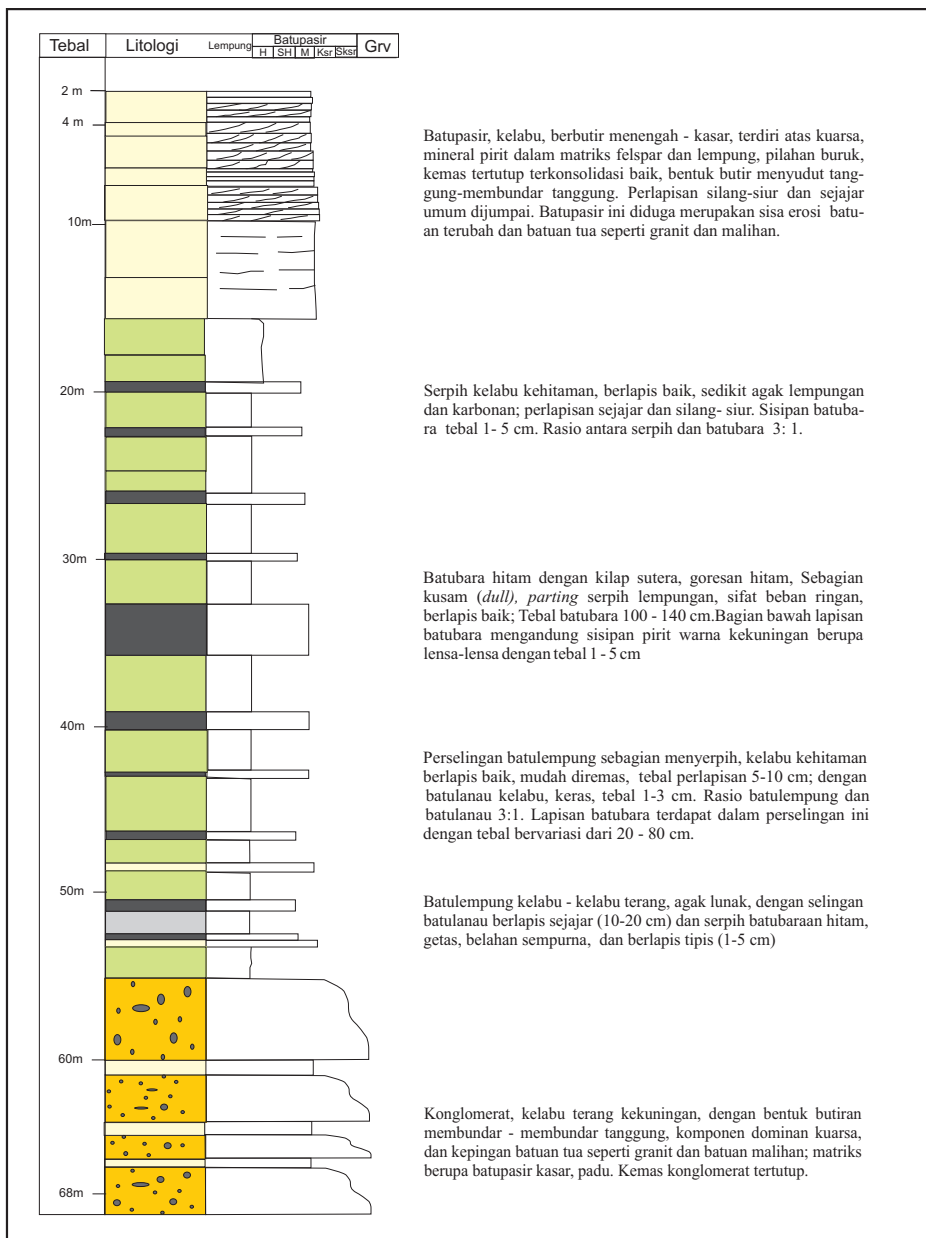 Tebal Litologi Lempung Batupasir Grv
H SH M Ksr Sksr
2 m
4 m
Batupasir, kelabu, berbutir menengah - kasar, terdiri atas kuarsa,
mineral pirit dalam matriks felspar dan lempung, pilahan buruk,
kemas tertutup terkonsolidasi baik, bentuk butir menyudut tang-
gung-membundar tanggung. Perlapisan silang-siur dan sejajar
umum dijumpai. Batupasir ini diduga merupakan sisa erosi batu-
an terubah dan batuan tua seperti granit dan malihan.
10m
20m
Serpih kelabu kehitaman, berlapis baik, sedikit agak lempungan
dan karbonan; perlapisan sejajar dan silang- siur. Sisipan batuba-
ra tebal 1- 5 cm. Rasio antara serpih dan batubara 3: 1.
30m
Batubara hitam dengan kilap sutera, goresan hitam, Sebagian
kusam (dull), parting serpih lempungan, sifat beban ringan,
berlapis baik; Tebal batubara 100 - 140 cm.Bagian bawah lapisan
batubara mengandung sisipan pirit warna kekuningan berupa
lensa-lensa dengan tebal 1 - 5 cm
40m
Perselingan batulempung sebagian menyerpih, kelabu kehitaman
berlapis baik, mudah diremas, tebal perlapisan 5-10 cm; dengan
batulanau kelabu, keras, tebal 1-3 cm. Rasio batulempung dan
batulanau 3:1. Lapisan batubara terdapat dalam perselingan ini
dengan tebal bervariasi dari 20 - 80 cm.
50m
Batulempung kelabu - kelabu terang, agak lunak, dengan selingan
batulanau berlapis sejajar (10-20 cm) dan serpih batubaraan hitam,
getas, belahan sempurna, dan berlapis tipis (1-5 cm)
60m
Konglomerat, kelabu terang kekuningan, dengan bentuk butiran
membundar - membundar tanggung, komponen dominan kuarsa,
dan kepingan batuan tua seperti granit dan batuan malihan; matriks
berupa batupasir kasar, padu. Kemas konglomerat tertutup.
68m